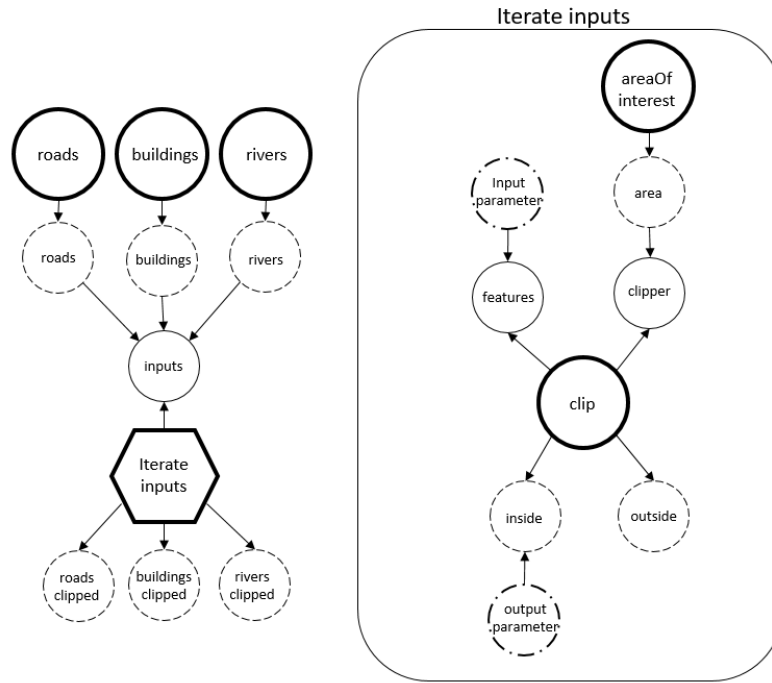 Iterate inputs
roads
buildings
rivers
roads
buildings
rivers
inputs
Iterate
inputs
roads
clipped
buildings
clipped
rivers
clipped
areaOf
interest
Input
parameter
area
features
clipper
clip
inside
outside
output
parameter